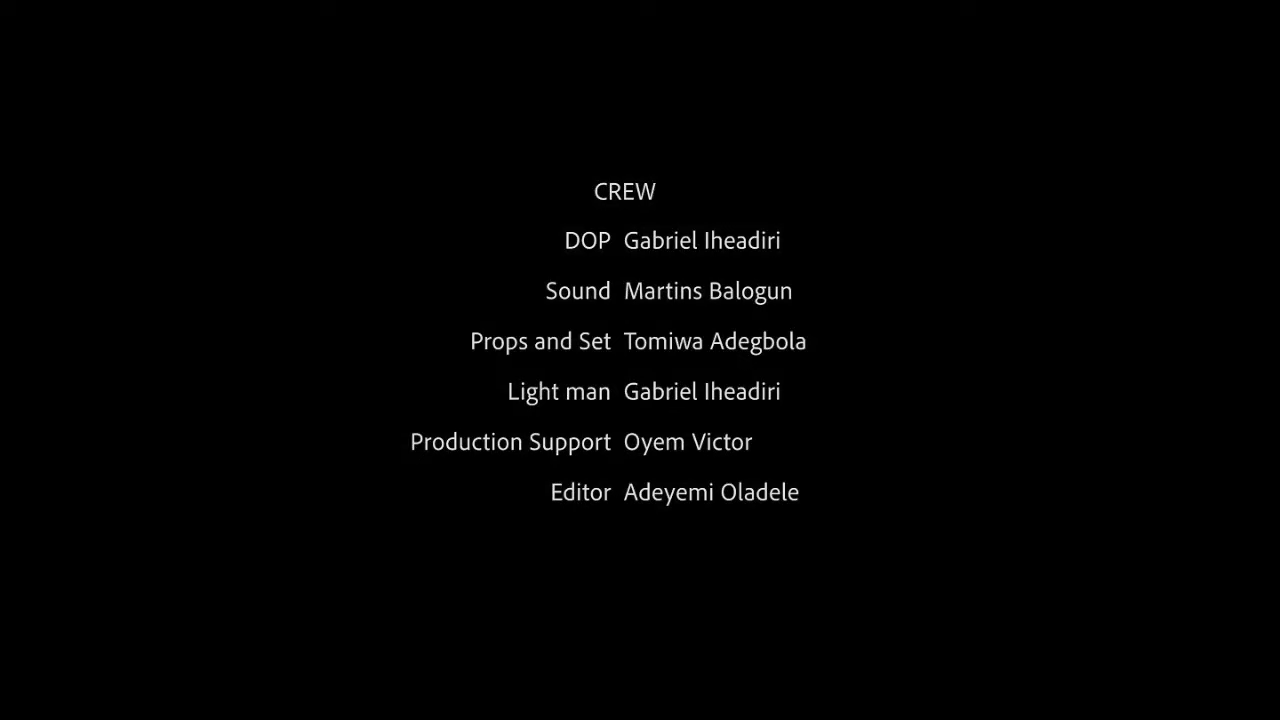 CREW
DOP Gabriel Iheadiri
Sound Martins Balogun
Props and Set Tomiwa Adegbola
Light man Gabriel Iheadiri
Production Support Oyem Victor
Editor Adeyemi Oladele